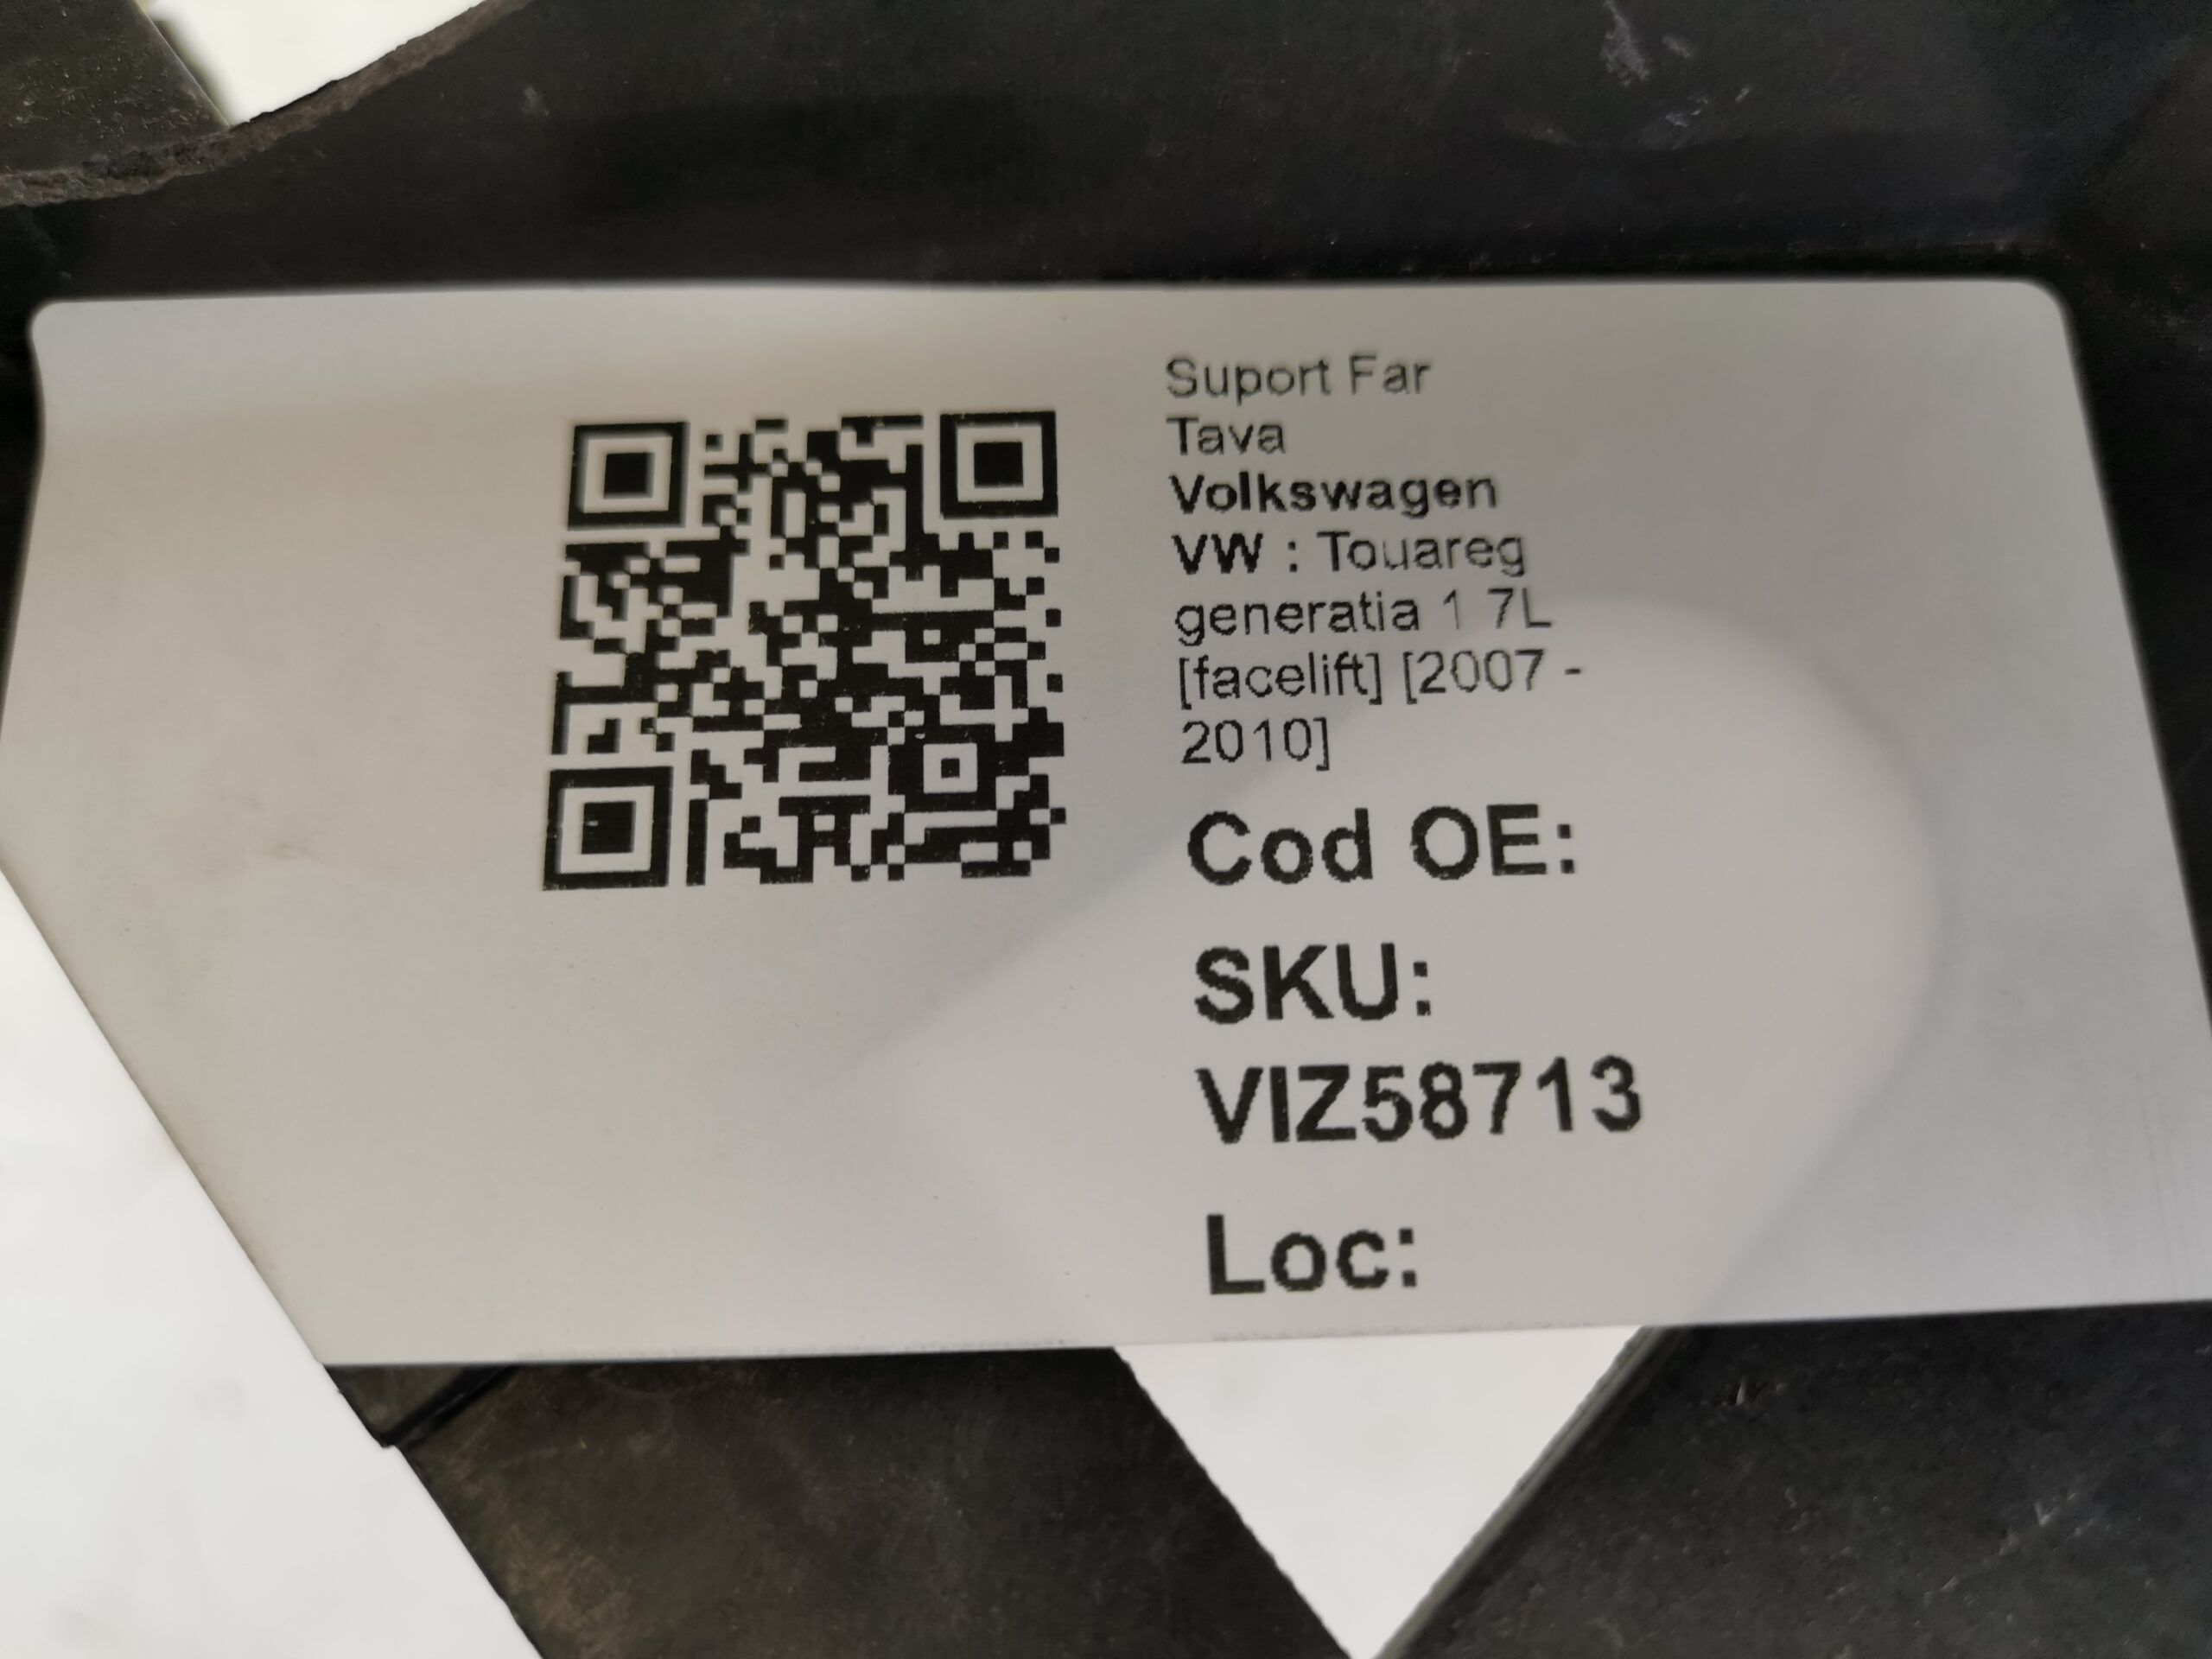 Suport Far
Tava
Volkswagen
VW : Touareg
generatia 1 7L
[facelift] [2007 -
2010]
Cod OE:
SKU:
VIZ58713
Loc: